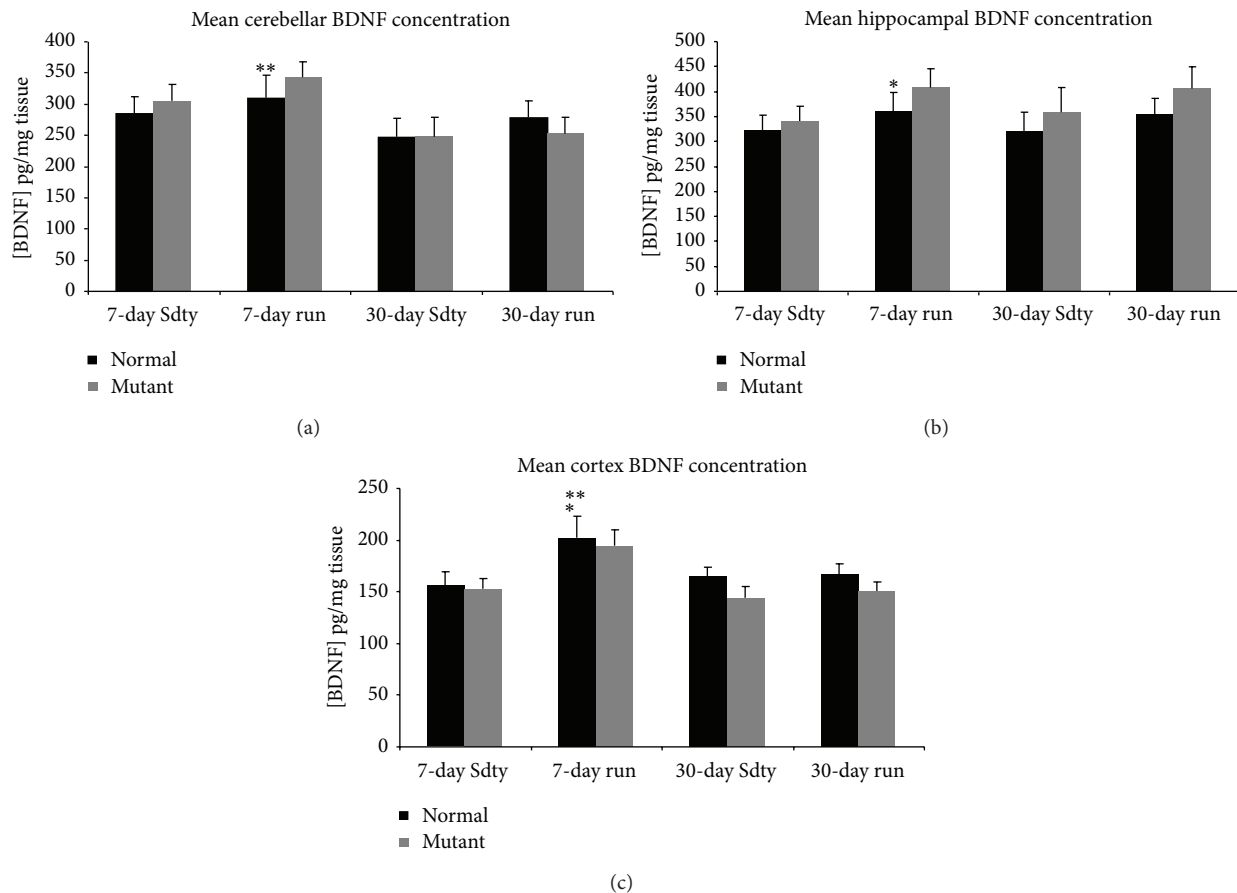 Mean cerebellar BDNF concentration
[BDNF] pg/mg tissue
400
350
300
250
200
150
100
50
0
**
7-day Sdty 7-day run 30-day Sdty 30-day run
Normal
Mutant
(a)
Mean hippocampal BDNF concentration
[BDNF] pg/mg tissue
500
450
400
350
300
250
200
150
100
50
0
*
7-day Sdty 7-day run 30-day Sdty 30-day run
Normal
Mutant
(b)
Mean cortex BDNF concentration
[BDNF] pg/mg tissue
250
200
150
100
50
0
**
*
7-day Sdty 7-day run 30-day Sdty 30-day run
Normal
Mutant
(c)